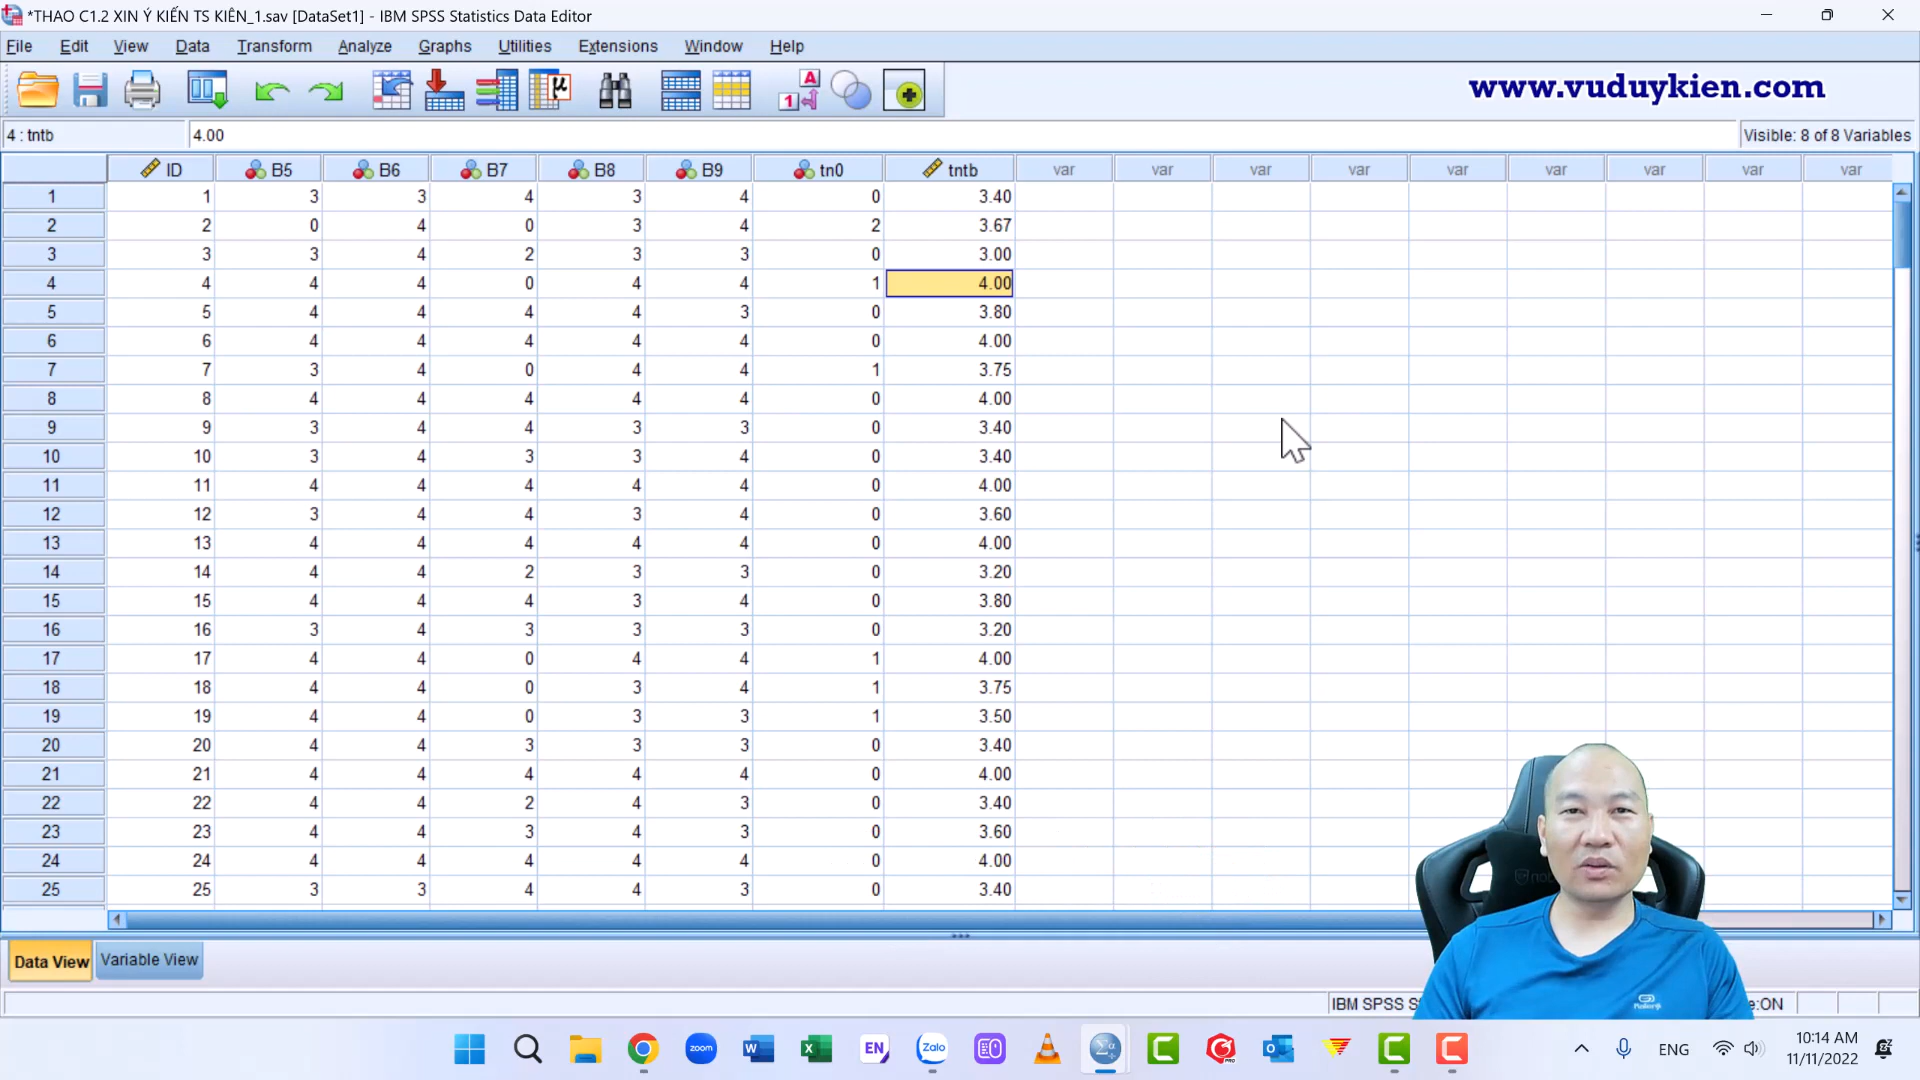 *THAO C1.2 XIN Ý KIẾN TS KIÊN_1.sav [DataSet1] - IBM SPSS Statistics Data Editor
File Edit View Data Transform Analyze Graphs Utilities Extensions Window Help
www.vuduykien.com
4 : tntb 4.00 Visible: 8 of 8 Variables
ID B5 B6 B7 B8 B9 tn0 tntb var var var var var var var var var
1 1 3 3 4 3 4 0 3.40
2 2 0 4 0 3 4 2 3.67
3 3 3 4 2 3 3 0 3.00
4 4 4 4 0 4 4 1 4.00
5 5 4 4 4 4 3 0 3.80
6 6 4 4 4 4 4 0 4.00
7 7 3 4 0 4 4 1 3.75
8 8 4 4 4 4 4 0 4.00
9 9 3 4 4 3 3 0 3.40
10 10 3 4 3 3 4 0 3.40
11 11 4 4 4 4 4 0 4.00
12 12 3 4 4 3 4 0 3.60
13 13 4 4 4 4 4 0 4.00
14 14 4 4 2 3 3 0 3.20
15 15 4 4 4 3 4 0 3.80
16 16 3 4 3 3 3 0 3.20
17 17 4 4 0 4 4 1 4.00
18 18 4 4 0 3 4 1 3.75
19 19 4 4 0 3 3 1 3.50
20 20 4 4 3 3 3 0 3.40
21 21 4 4 4 4 4 0 4.00
22 22 4 4 2 4 3 0 3.40
23 23 4 4 3 4 3 0 3.60
24 24 4 4 4 4 4 0 4.00
25 25 3 3 4 4 3 0 3.40
Data View Variable View
IBM SPSS S e:ON
zoom EN Zalo ENG 10:14 AM
11/11/2022